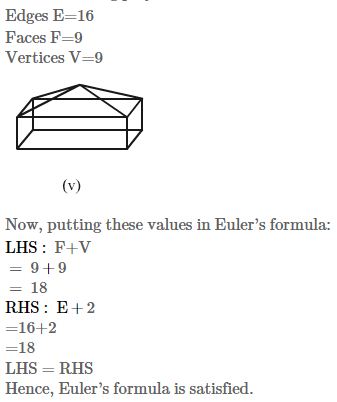 Edges E=16
Faces F=9
Vertices V=9
(v)
Now, putting these values in Euler's formula:
LHS : F+V
= 9+9
= 18
RHS : E+2
=16+2
=18
LHS = RHS
Hence, Euler's formula is satisfied.